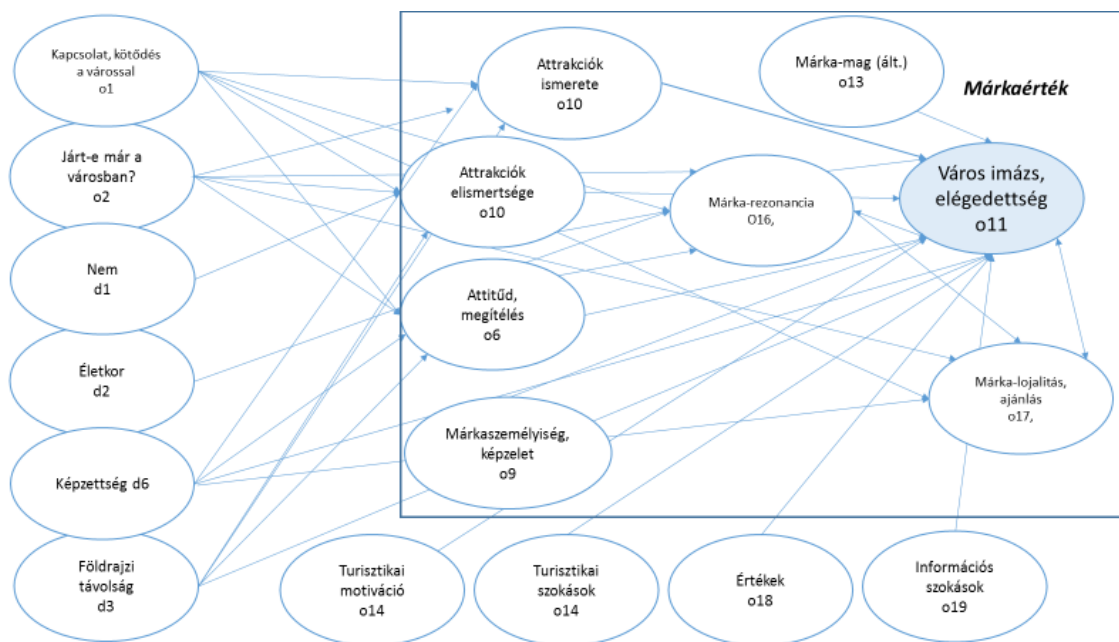 Kapcsolat, kötődés
a várossal
o1
Járt-e már a
városban?
o2
Nem
d1
Életkor
d2
Képzettség d6
Földrajzi
távolság
d3
Attrakciók
ismerete
o10
Attrakciók
elismertsége
o10
Attitűd,
megítélés
o6
Márkaszemélyiség,
képzelet
o9
Márka-mag (ált.)
o13
Márkaérték
Márka-rezonancia
O16,
Város imázs,
elégedettség
o11
Márka-lojalitás,
ajánlás
o17,
Turisztikai
motiváció
o14
Turisztikai
szokások
o14
Értékek
o18
Információs
szokások
o19